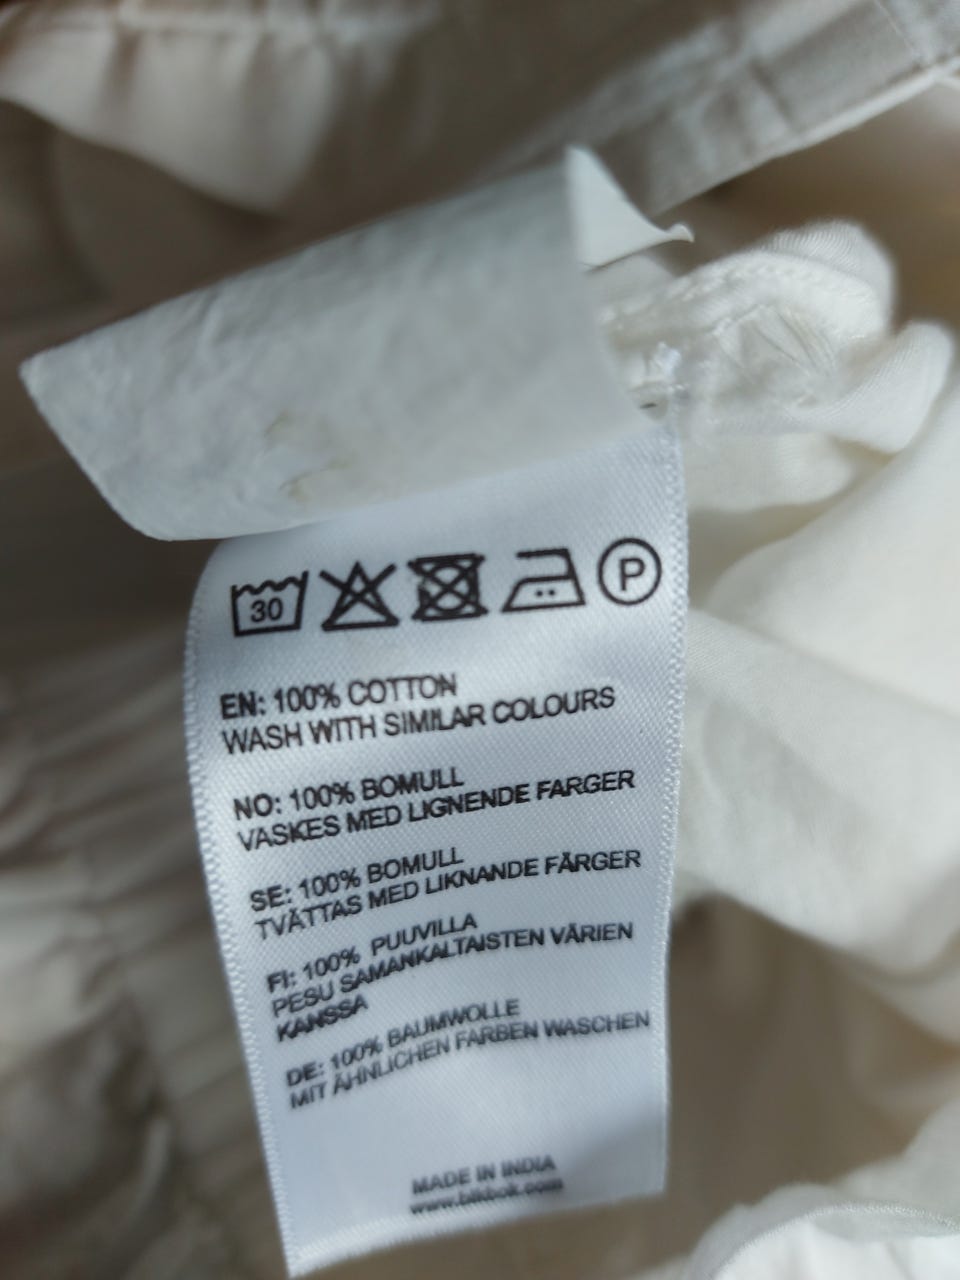 30
P
EN: 100% COTTON
WASH WITH SIMILAR COLOURS
NO: 100% BOMULL
VASKES MED LIGNENDE FARGER
SE: 100% BOMULL
TVÄTTAS MED LIKNANDE FÄRGER
FI: 100% PUUVILLA
PESU SAMANKALTAISTEN VÄRIEN
KANSSA
DE: 100% BAUMWOLLE
MIT ÄHNLICHEN FARBEN WASCHEN
MADE IN INDIA
www.bikbok.com